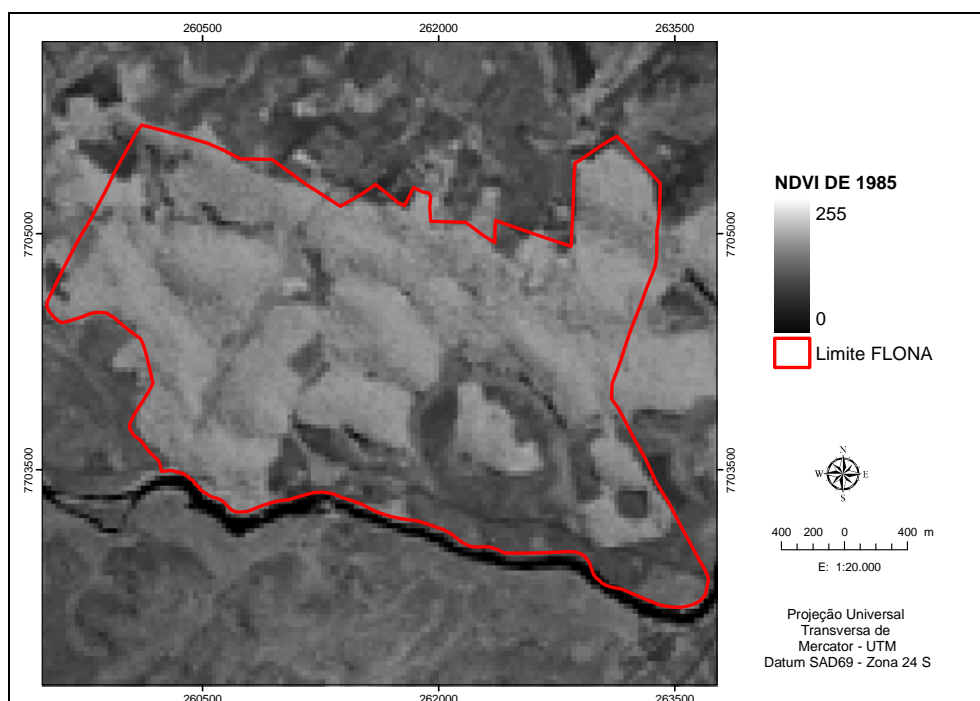 260500
262000
263500
7705000
7705000
7703500
7703500
260500
262000
263500
NDVI DE 1985
255
0
Limite FLONA
N
W
E
S
400 200 0 400 m
E: 1:20.000
Projeção Universal
Transversa de
Mercator - UTM
Datum SAD69 - Zona 24 S